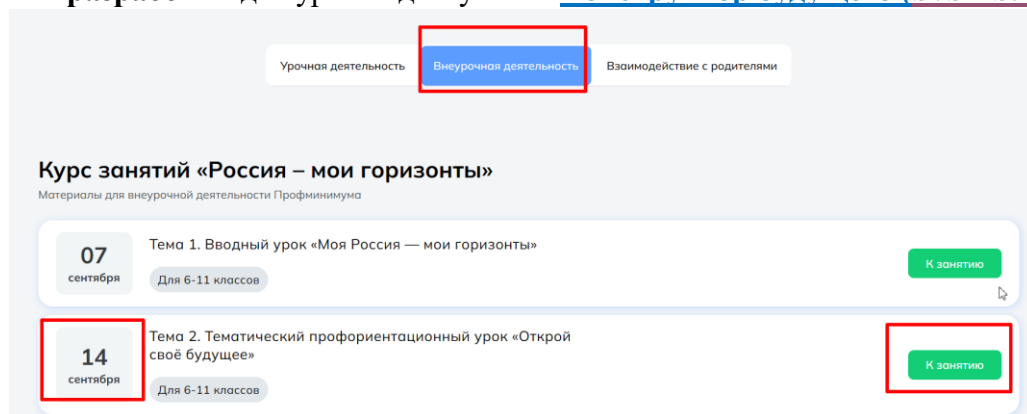 Урочная деятельность Внеурочная деятельность Взаимодействие с родителями
Курс занятий «Россия – мои горизонты»
Материалы для внеурочной деятельности Профминимума
07
сентября
Тема 1. Вводный урок «Моя Россия — мои горизонты»
Для 6-11 классов
К занятию
14
сентября
Тема 2. Тематический профориентационный урок «Открой
своё будущее»
Для 6-11 классов
К занятию